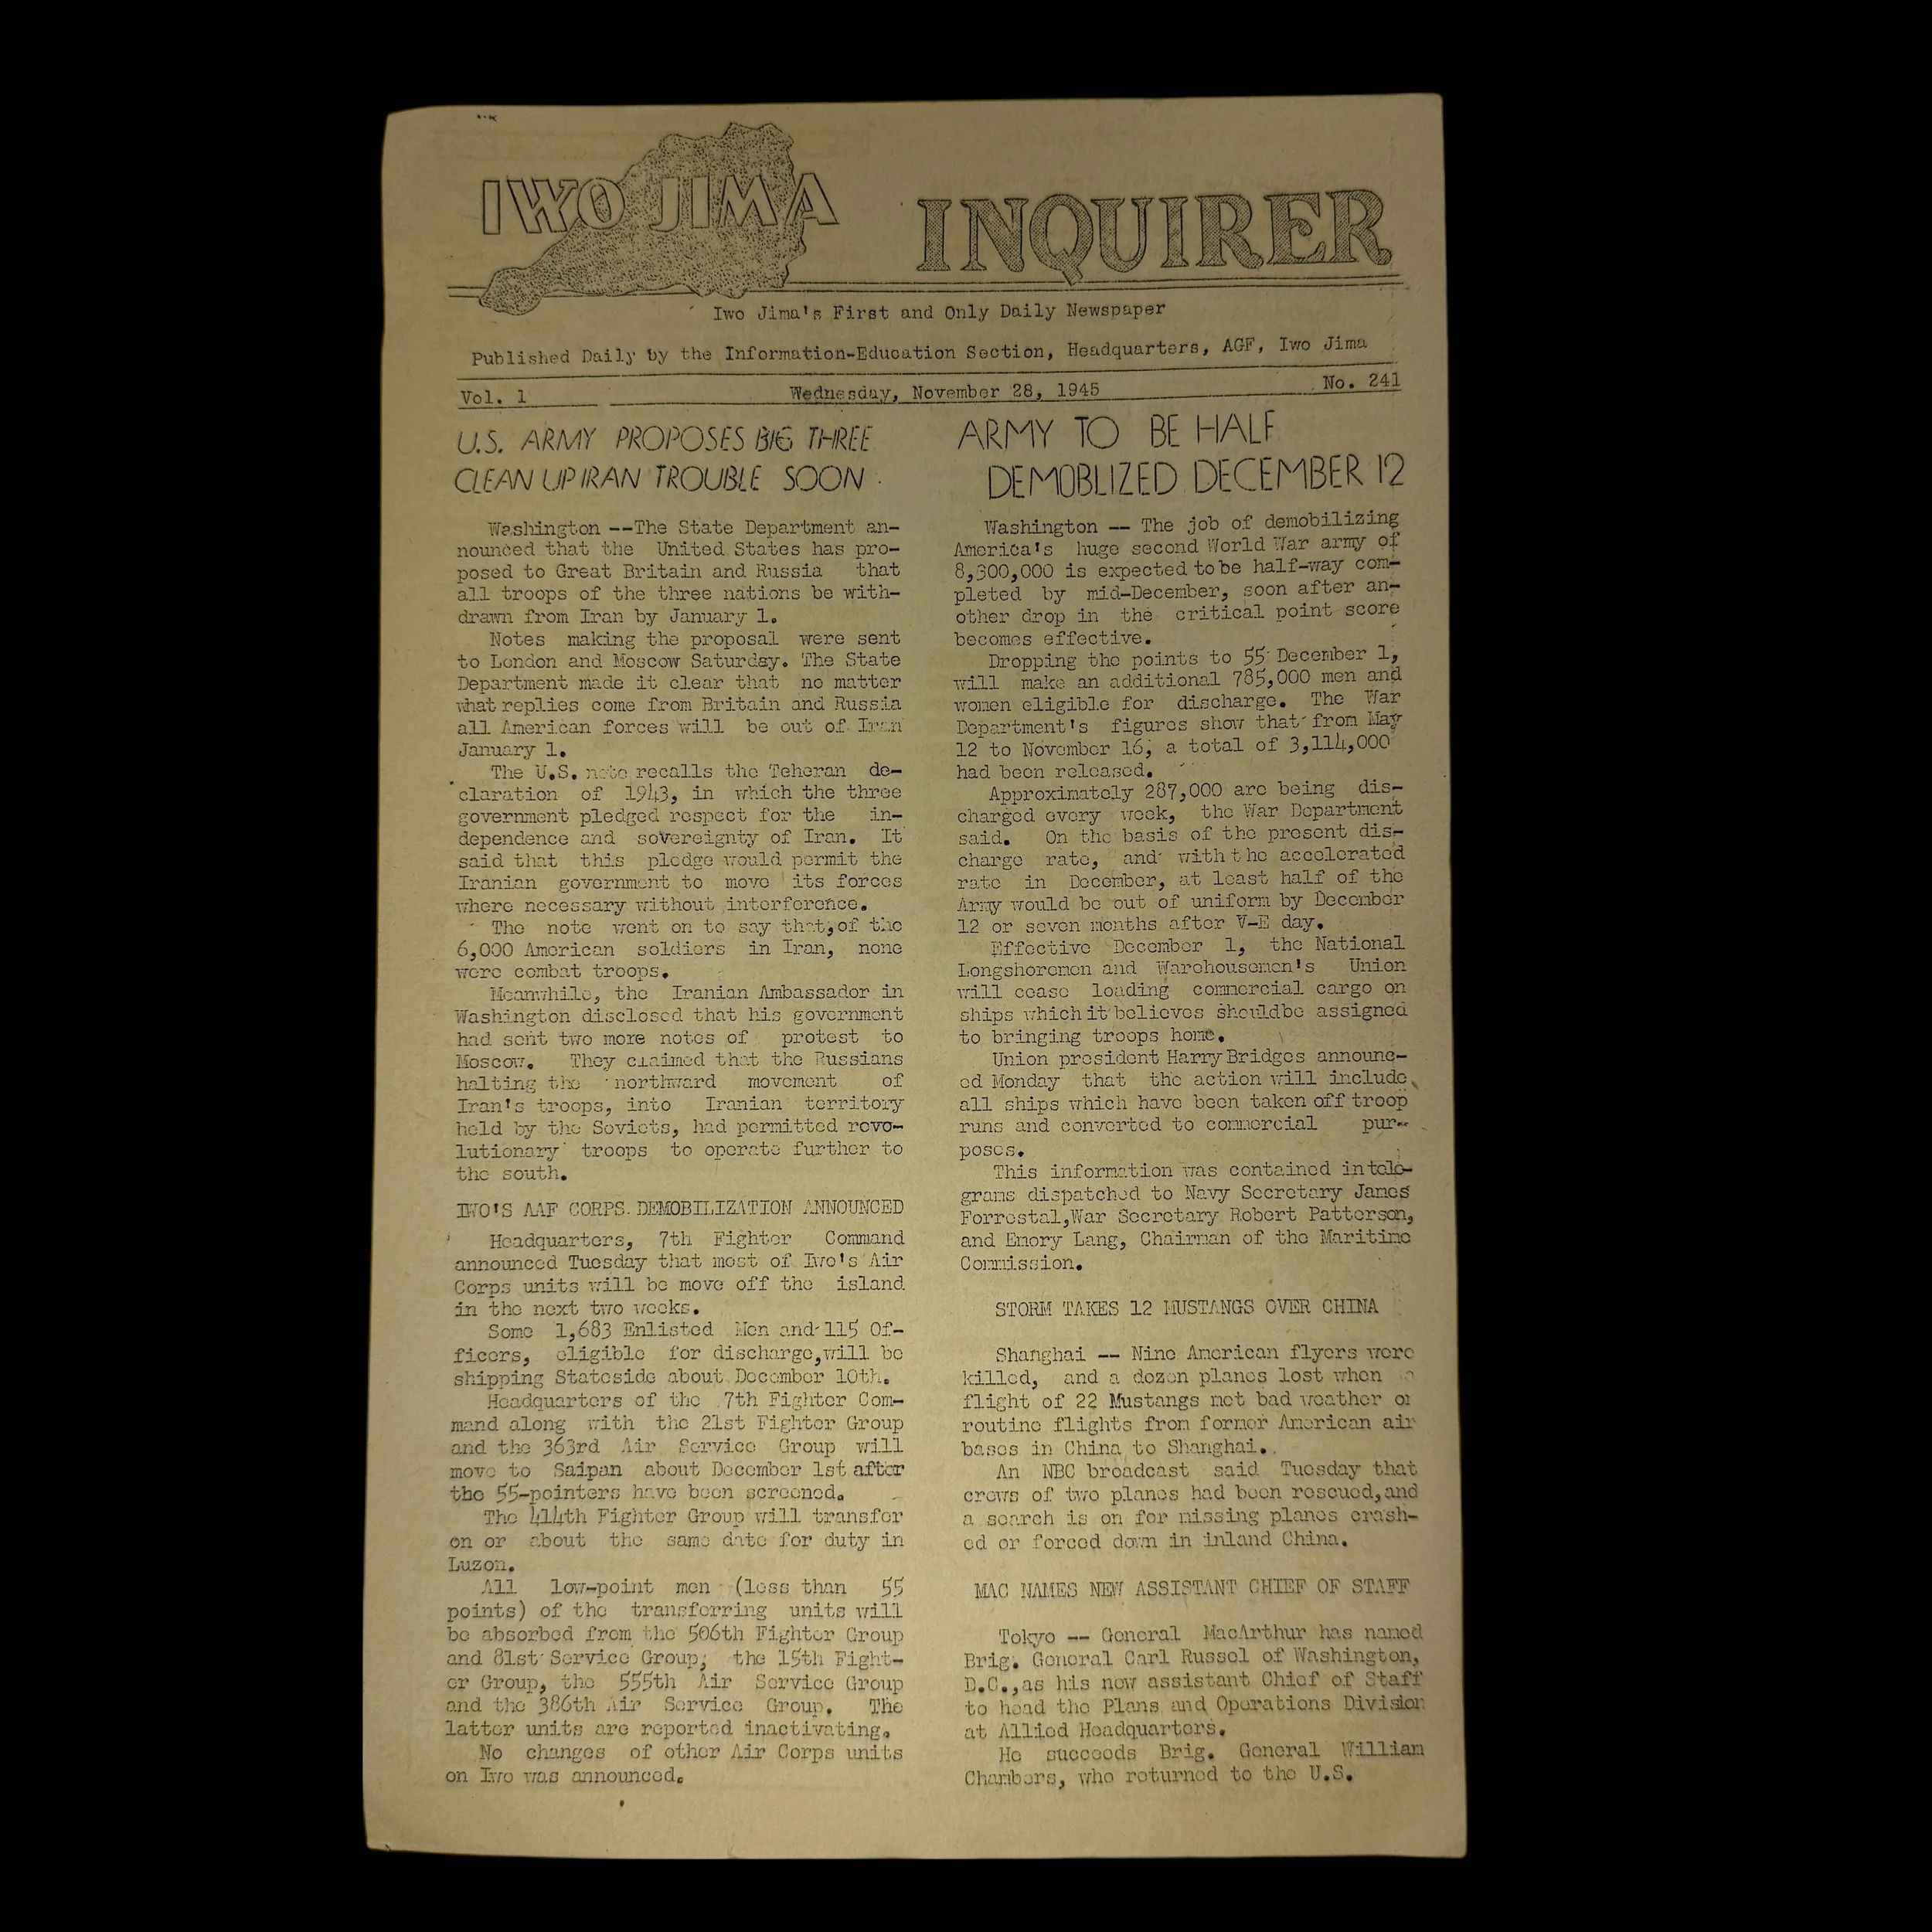 IWO JIMA INQUIRER
Iwo Jima's First and Only Daily Newspaper
Published Daily by the Information-Education Section, Headquarters, AGF, Iwo Jima
Vol. 1 Wednesday, November 28, 1945 No. 241
U.S. ARMY PROPOSES BIG THREE
CLEAN UP IRAN TROUBLE SOON
Washington --The State Department an-
nounced that the United States has pro-
posed to Great Britain and Russia that
all troops of the three nations be with-
drawn from Iran by January 1.
Notes making the proposal were sent
to London and Moscow Saturday. The State
Department made it clear that no matter
what replies come from Britain and Russia
all American forces will be out of Iran
January 1.
The U.S. note recalls the Teheran de-
claration of 1943, in which the three
government pledged respect for the in-
dependence and sovereignty of Iran. It
said that this pledge would permit the
Iranian government to move its forces
where necessary without interference.
The note went on to say that, of the
6,000 American soldiers in Iran, none
were combat troops.
Meanwhile, the Iranian Ambassador in
Washington disclosed that his government
had sent two more notes of protest to
Moscow. They claimed that the Russians
halting the northward movement of
Iran's troops, into Iranian territory
held by the Soviets, had permitted revo-
lutionary troops to operate further to
the south.
IWO'S AAF CORPS. DEMOBILIZATION ANNOUNCED
Headquarters, 7th Fighter Command
announced Tuesday that most of Iwo's Air
Corps units will be move off the island
in the next two weeks.
Some 1,683 Enlisted Men and 115 Of-
ficers, eligible for discharge, will be
shipping Stateside about December 10th.
Headquarters of the 7th Fighter Com-
mand along with the 21st Fighter Group
and the 363rd Air Service Group will
move to Saipan about December 1st after
the 55-pointers have been screened.
The 414th Fighter Group will transfer
on or about the same date for duty in
Luzon.
All low-point men (less than 55
points) of the transferring units will
be absorbed from the 506th Fighter Group
and 81st Service Group; the 15th Fight-
er Group, the 555th Air Service Group
and the 386th Air Service Group. The
latter units are reported inactivating.
No changes of other Air Corps units
on Iwo was announced.
ARMY TO BE HALF
DEMOBLIZED DECEMBER 12
Washington -- The job of demobilizing
America's huge second World War army of
8,300,000 is expected to be half-way com-
pleted by mid-December, soon after an-
other drop in the critical point score
becomes effective.
Dropping the points to 55 December 1,
will make an additional 785,000 men and
women eligible for discharge. The War
Department's figures show that from May
12 to November 16, a total of 3,114,000
had been released.
Approximately 287,000 are being dis-
charged every week, the War Department
said. On the basis of the present dis-
charge rate, and with the accelerated
rate in December, at least half of the
Army would be out of uniform by December
12 or seven months after V-E day.
Effective December 1, the National
Longshoremen and Warehousemen's Union
will cease loading commercial cargo on
ships which it believes shouldbe assigned
to bringing troops home.
Union president Harry Bridges announc-
ed Monday that the action will include
all ships which have been taken off troop
runs and converted to commercial pur-
poses.
This information was contained in tele-
grams dispatched to Navy Secretary James
Forrestal, War Secretary Robert Patterson,
and Emory Lang, Chairman of the Maritime
Commission.
STORM TAKES 12 MUSTANGS OVER CHINA
Shanghai -- Nine American flyers were
killed, and a dozen planes lost when a
flight of 22 Mustangs met bad weather on
routine flights from former American air
bases in China to Shanghai.
An NBC broadcast said Tuesday that
crews of two planes had been rescued, and
a search is on for missing planes crash-
ed or forced down in inland China.
MAC NAMES NEW ASSISTANT CHIEF OF STAFF
Tokyo -- General MacArthur has named
Brig. General Carl Russel of Washington,
D.C., as his new assistant Chief of Staff
to head the Plans and Operations Division
at Allied Headquarters.
He succeeds Brig. General William
Chambers, who returned to the U.S.